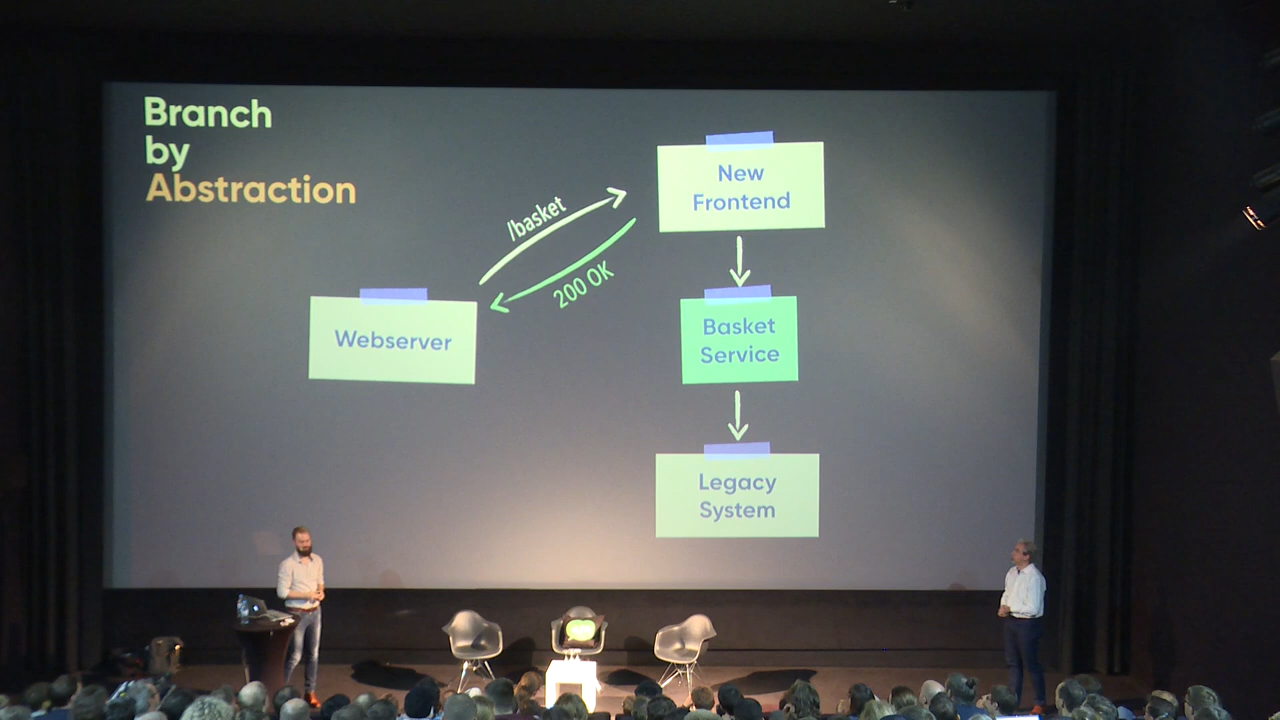 Branch
by
Abstraction
/basket
200 OK
Webserver
New
Frontend
Basket
Service
Legacy
System